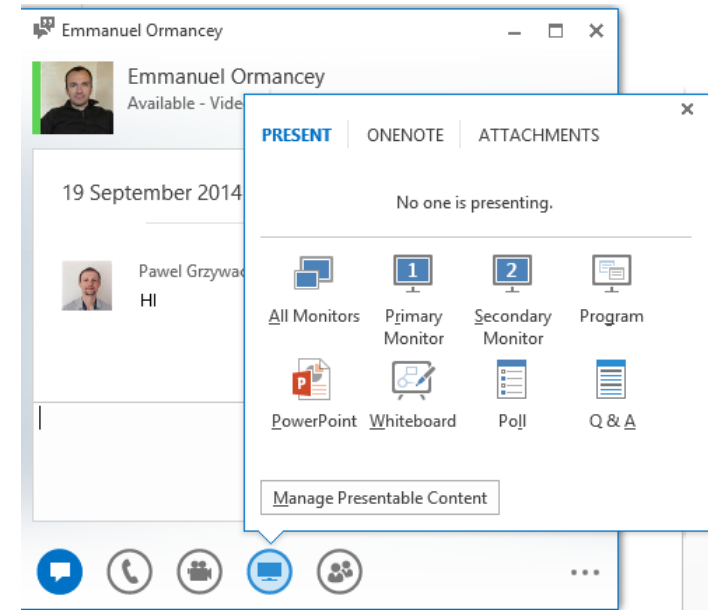 Emmanuel Ormancey
Emmanuel Ormancey
Available - Vide
PRESENT ONENOTE ATTACHMENTS
19 September 2014
No one is presenting.
Pawel Grzywac
HI
1 2
All Monitors Primary Monitor Secondary Monitor Program
P
PowerPoint Whiteboard Poll Q & A
Manage Presentable Content